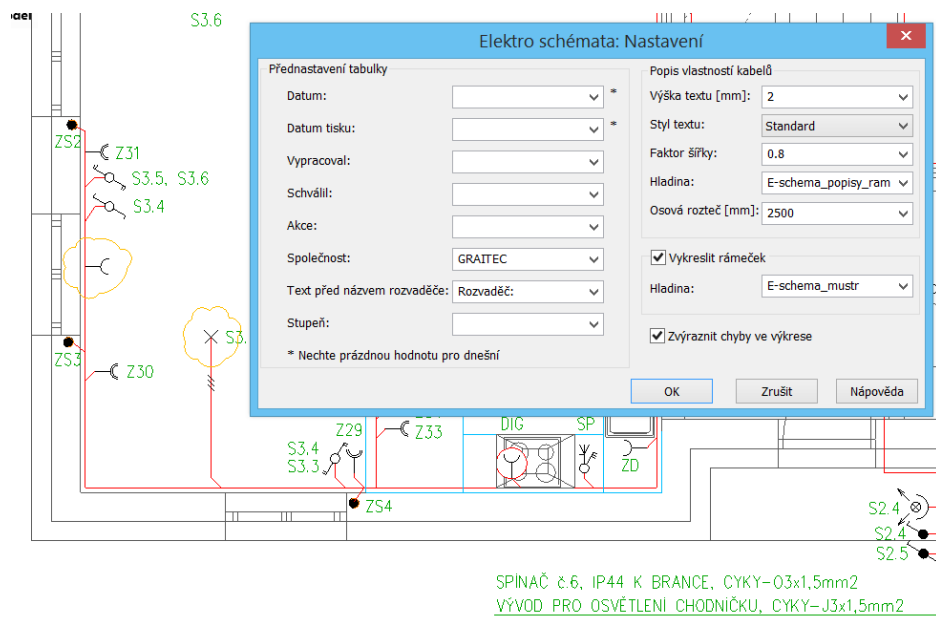 S3.6
Elektro schémata: Nastavení
Přednastavení tabulky
Datum: *
Datum tisku: *
Vypracoval:
Schválil:
Akce:
Společnost: GRAITEC
Text před názvem rozvaděče: Rozvaděč:
Stupeň:
* Nechte prázdnou hodnotu pro dnešní
Popis vlastností kabelů
Výška textu [mm]: 2
Styl textu: Standard
Faktor šířky: 0.8
Hladina: E-schema_popisy_ram
Osová rozteč [mm]: 2500
Vykreslit rámeček
Hladina: E-schema_mustr
Zvýraznit chyby ve výkrese
OK Zrušit Nápověda
ZS2
Z31
S3.5, S3.6
S3.4
S3.
ZS3
Z30
Z29
Z33
DIG
SP
S3.4
S3.3
ZD
ZS4
S2.4
S2.4
S2.5
SPÍNAČ č.6, IP44 K BRANCE, CYKY-O3x1,5mm2
VÝVOD PRO OSVĚTLENÍ CHODNÍČKU, CYKY-J3x1,5mm2